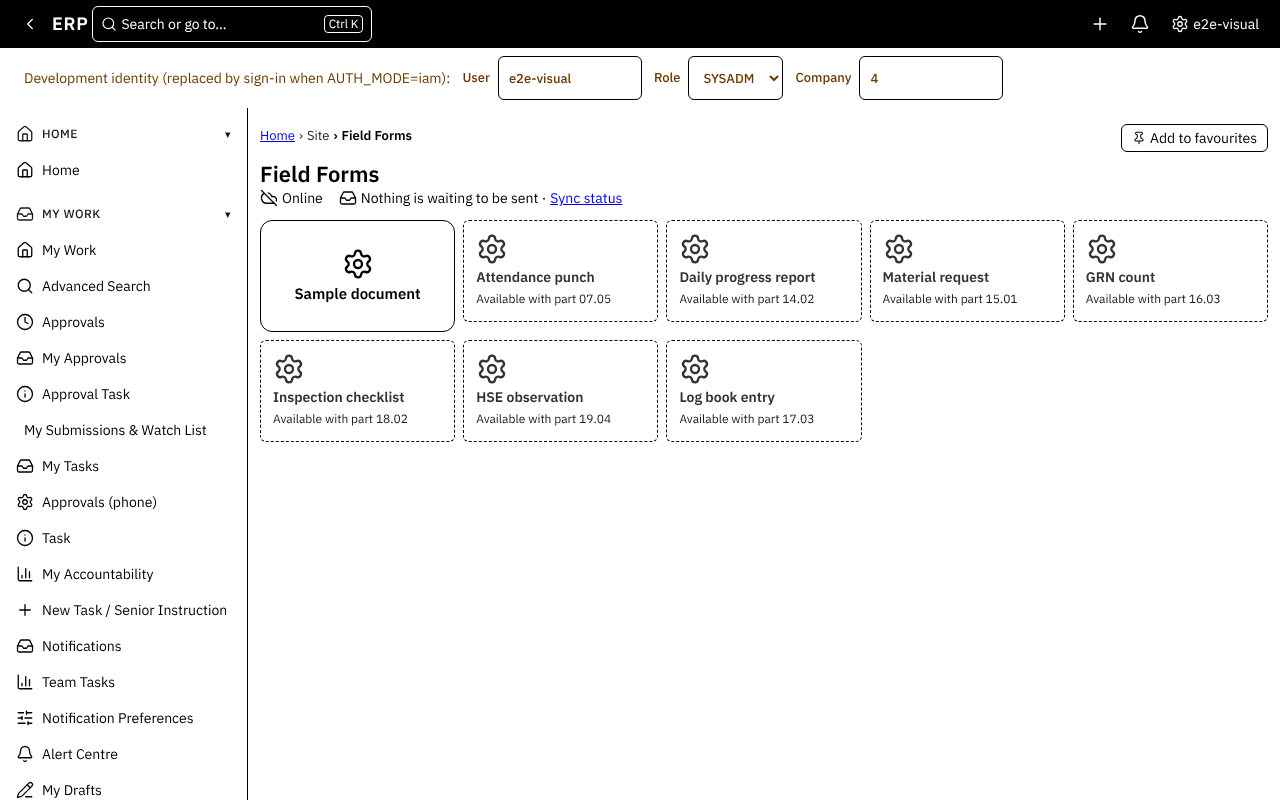 ERP
Search or go to...
Ctrl K
e2e-visual
Development identity (replaced by sign-in when AUTH_MODE=iam):
User
e2e-visual
Role
SYSADM
Company
4
HOME
Home
MY WORK
My Work
Advanced Search
Approvals
My Approvals
Approval Task
My Submissions & Watch List
My Tasks
Approvals (phone)
Task
My Accountability
New Task / Senior Instruction
Notifications
Team Tasks
Notification Preferences
Alert Centre
My Drafts
Home › Site › Field Forms
Add to favourites
Field Forms
Online
Nothing is waiting to be sent · Sync status
Sample document
Attendance punch
Available with part 07.05
Daily progress report
Available with part 14.02
Material request
Available with part 15.01
GRN count
Available with part 16.03
Inspection checklist
Available with part 18.02
HSE observation
Available with part 19.04
Log book entry
Available with part 17.03